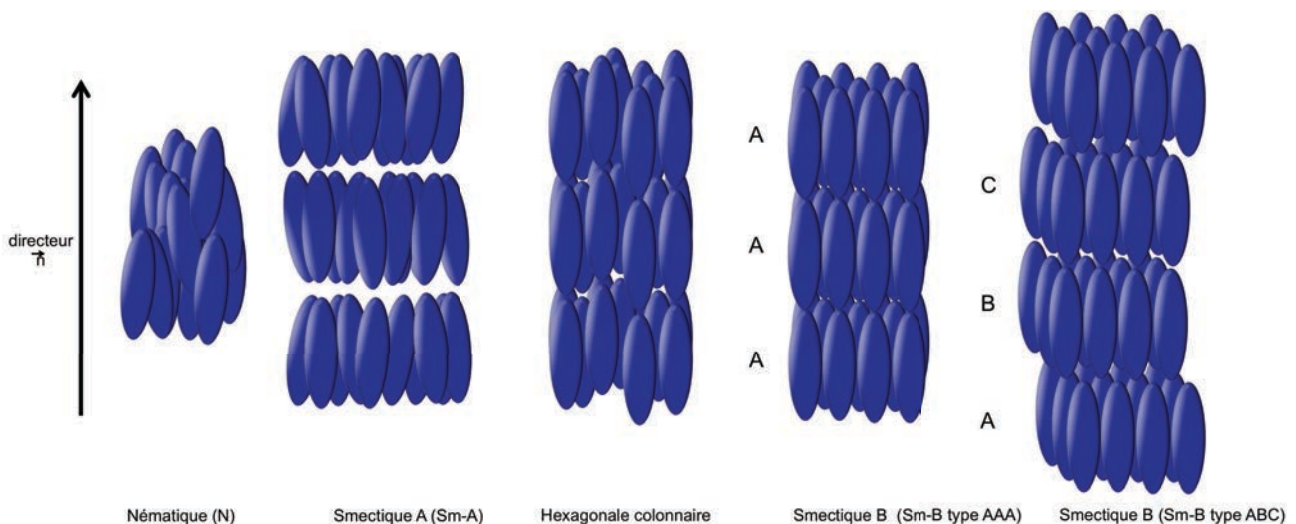 directeur
n
A
A
A
C
B
A
Nématique (N)
Smectique A (Sm-A)
Hexagonale colonnaire
Smectique B (Sm-B type AAA)
Smectique B (Sm-B type ABC)